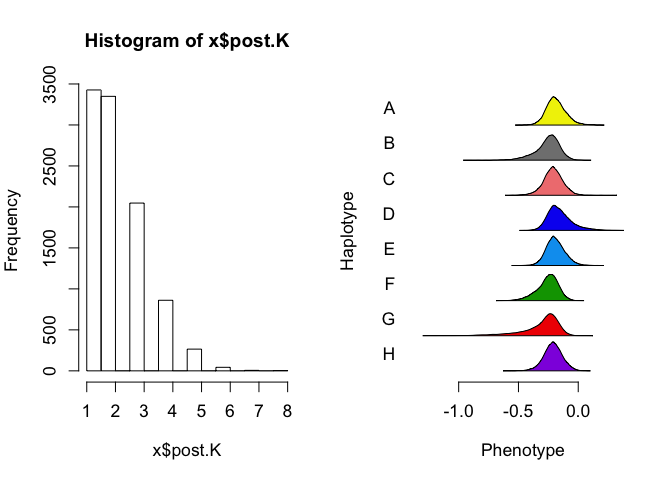 Histogram of x$post.K
Frequency
3500
2500
1500
500
0
1 2 3 4 5 6 7 8
x$post.K
Haplotype
A
B
C
D
E
F
G
H
-1.0 -0.5 0.0
Phenotype